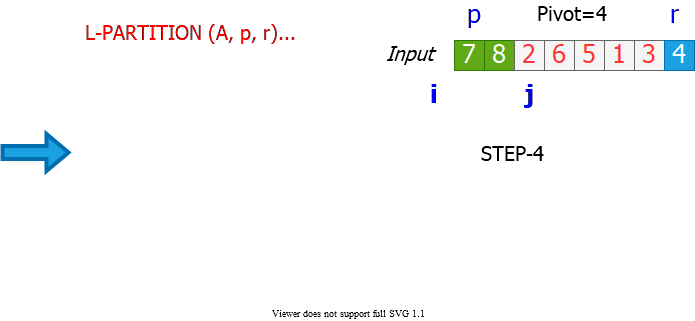 p Pivot=4 r
L-PARTITION (A, p, r)...
Input 7 8 2 6 5 1 3 4
i j
STEP-4
Viewer does not support full SVG 1.1